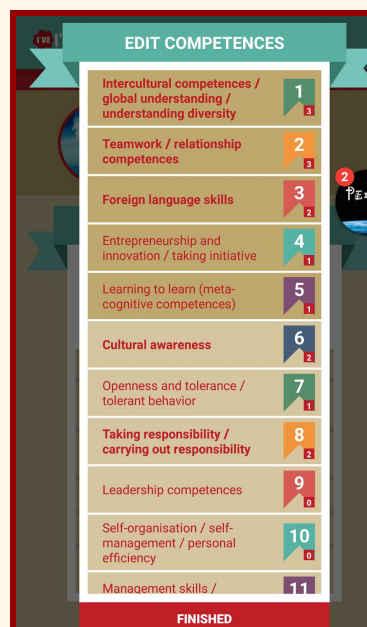 I'VE
EDIT COMPETENCES
Intercultural competences /
global understanding /
understanding diversity
1
3
Teamwork / relationship
competences
2
3
Foreign language skills
3
2
Entrepreneurship and
innovation / taking initiative
4
1
Learning to learn (meta-
cognitive competences)
5
1
Cultural awareness
6
2
Openness and tolerance /
tolerant behavior
7
1
Taking responsibility /
carrying out responsibility
8
2
Leadership competences
9
0
Self-organisation / self-
management / personal
efficiency
10
0
Management skills /
11
2
FINISHED